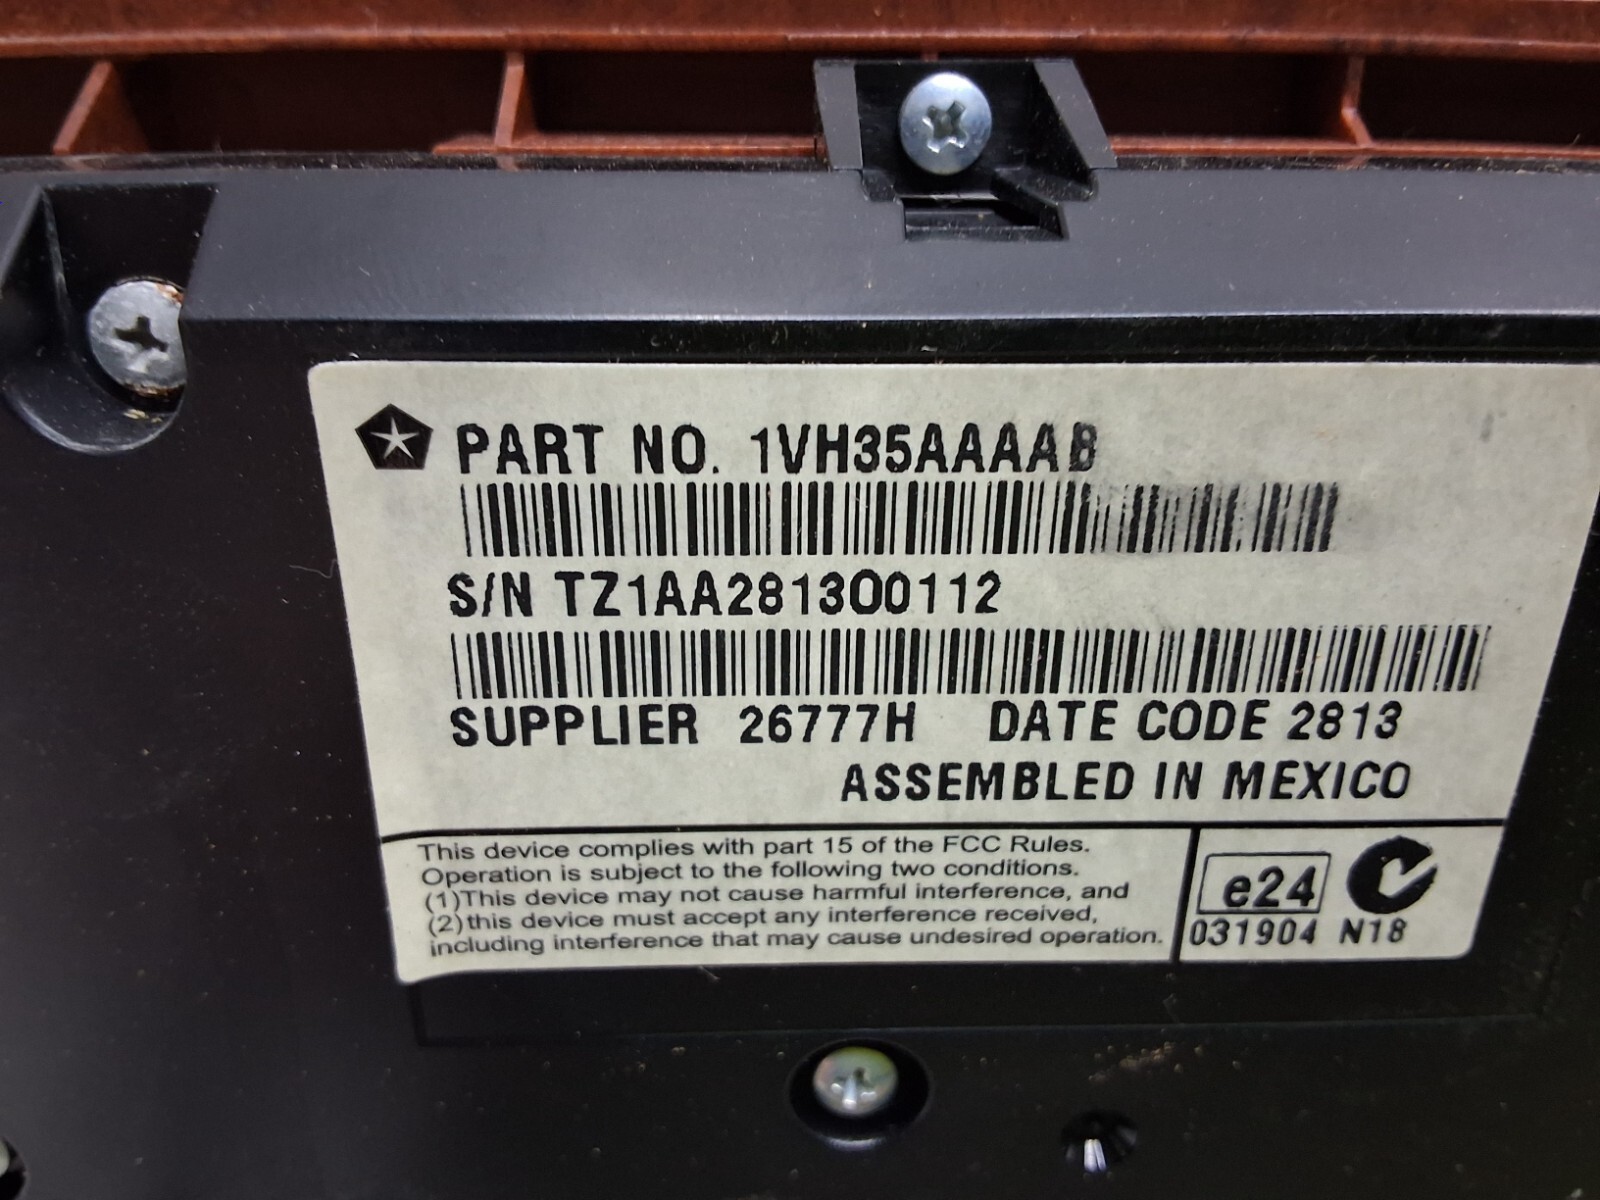 PART NO. 1VH35AAAAAB
S/N TZ1AA281300112
SUPPLIER 26777H DATE CODE 2813
ASSEMBLED IN MEXICO
This device complies with part 15 of the FCC Rules.
Operation is subject to the following two conditions.
(1)This device may not cause harmful interference, and
(2)this device must accept any interference received,
including interference that may cause undesired operation.
e24
031904 N18